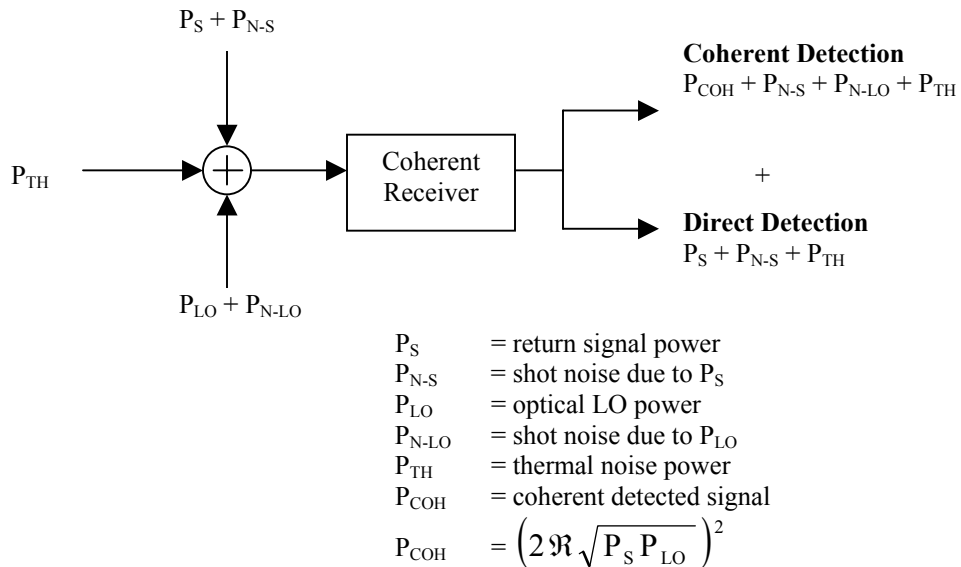 P_S + P_N-S
Coherent Detection
P_COH + P_N-S + P_N-LO + P_TH
P_TH
+
Coherent
Receiver
+
Direct Detection
P_S + P_N-S + P_TH
P_LO + P_N-LO
P_S = return signal power
P_N-S = shot noise due to P_S
P_LO = optical LO power
P_N-LO = shot noise due to P_LO
P_TH = thermal noise power
P_COH = coherent detected signal
P_COH = (2 ℜ √(P_S P_LO))^2